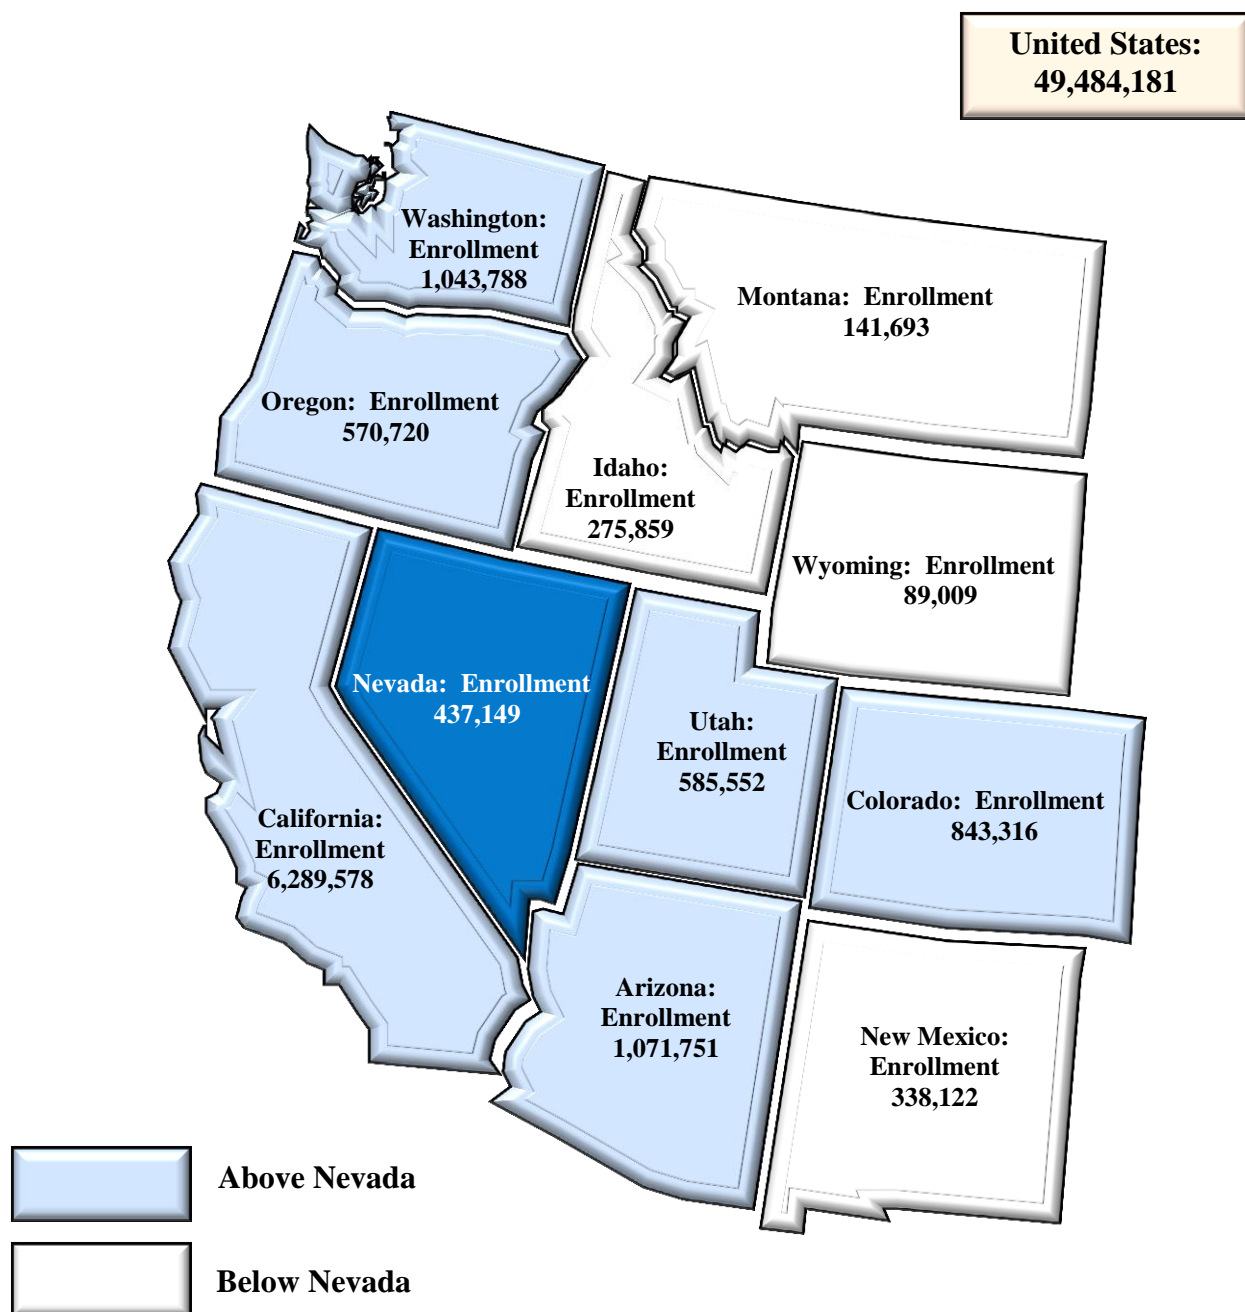 United States:
49,484,181
Washington:
Enrollment
1,043,788
Montana:  Enrollment
141,693
Oregon:  Enrollment
570,720
Idaho:
Enrollment
275,859
Wyoming:  Enrollment
89,009
Nevada:  Enrollment
437,149
Utah:
Enrollment
585,552
Colorado:  Enrollment
843,316
California:
Enrollment
6,289,578
Arizona:
Enrollment
1,071,751
New Mexico:
Enrollment
338,122
Above Nevada
Below Nevada